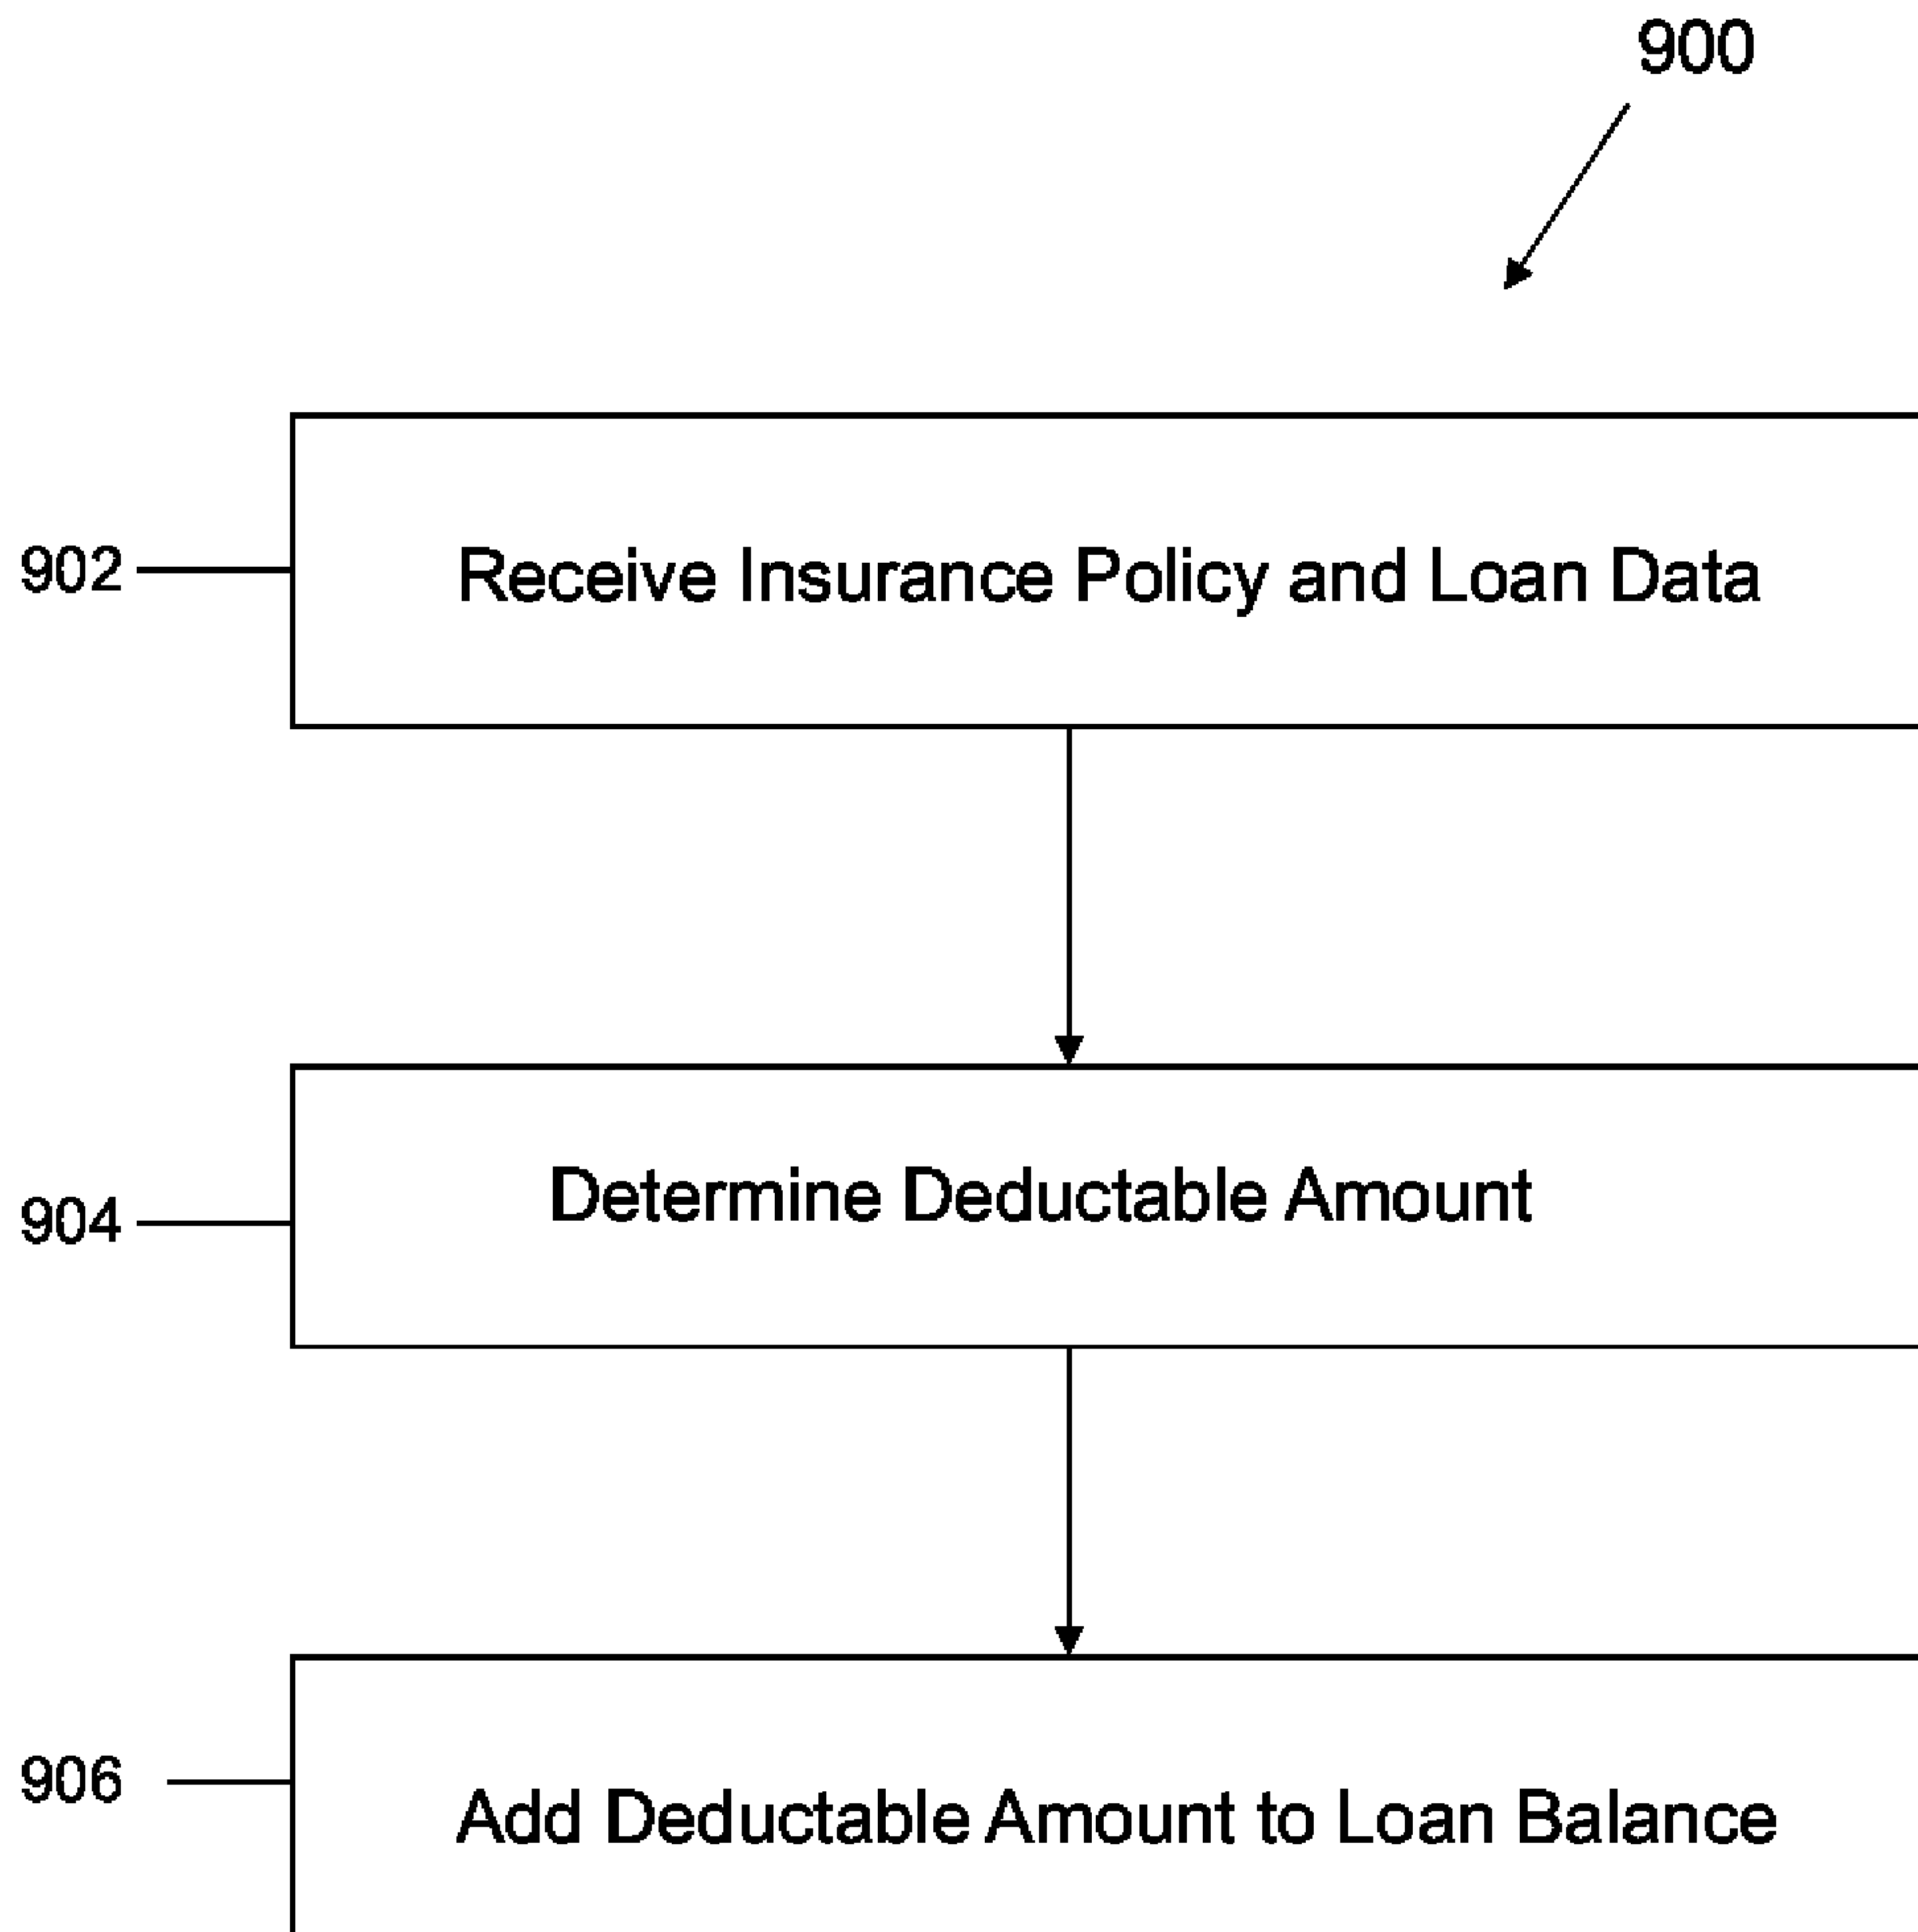 900
902
Receive Insurance Policy and Loan Data
904
Determine Deductable Amount
906
Add Deductable Amount to Loan Balance